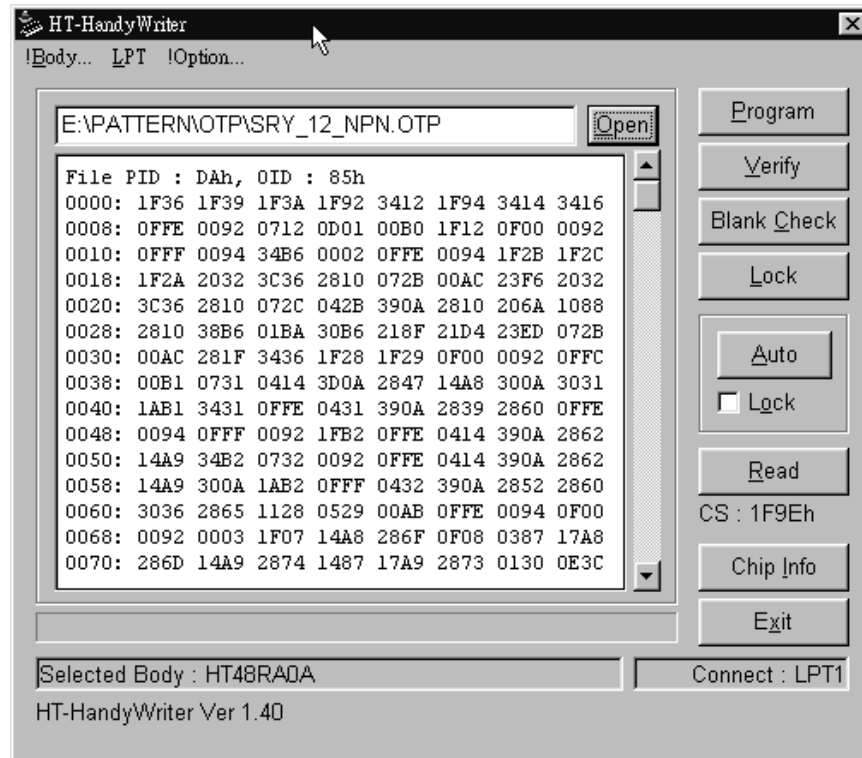 HT-HandyWriter
!Body... LPT !Option...
E:\PATTERN\OTP\SRY_12_NPN.OTP
Open
File PID : DAh, OID : 85h
0000: 1F36 1F39 1F3A 1F92 3412 1F94 3414 3416
0008: 0FFE 0092 0712 0D01 00B0 1F12 0F00 0092
0010: 0FFF 0094 34B6 0002 0FFE 0094 1F2B 1F2C
0018: 1F2A 2032 3C36 2810 072B 00AC 23F6 2032
0020: 3C36 2810 072C 042B 390A 2810 206A 1088
0028: 2810 38B6 01BA 30B6 218F 21D4 23ED 072B
0030: 00AC 281F 3436 1F28 1F29 0F00 0092 0FFC
0038: 00B1 0731 0414 3D0A 2847 14A8 300A 3031
0040: 1AB1 3431 0FFE 0431 390A 2839 2860 0FFE
0048: 0094 0FFF 0092 1FB2 0FFE 0414 390A 2862
0050: 14A9 34B2 0732 0092 0FFE 0414 390A 2862
0058: 14A9 300A 1AB2 0FFF 0432 390A 2852 2860
0060: 3036 2865 1128 0529 00AB 0FFE 0094 0F00
0068: 0092 0003 1F07 14A8 286F 0F08 0387 17A8
0070: 286D 14A9 2874 1487 17A9 2873 0130 0E3C
Program
Verify
Blank Check
Lock
Auto
Lock
Read
CS : 1F9Eh
Chip Info
Exit
Selected Body : HT48RA0A
Connect : LPT1
HT-HandyWriter Ver 1.40